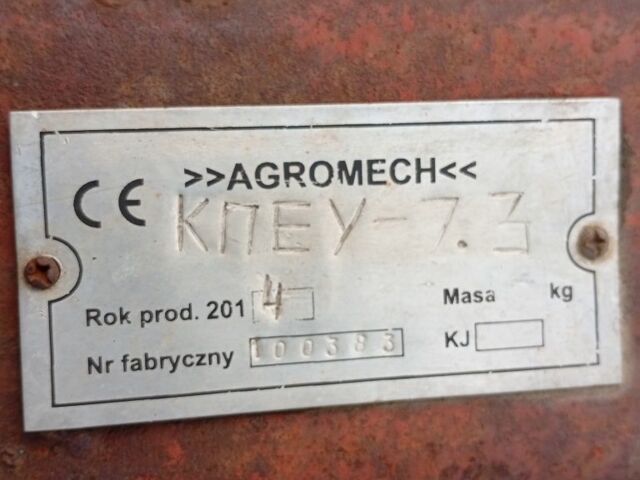 CE >>AGROMECH<<
КПЕУ-7.3
Rok prod. 2014 Masa kg
Nr fabryczny 100383 KJ